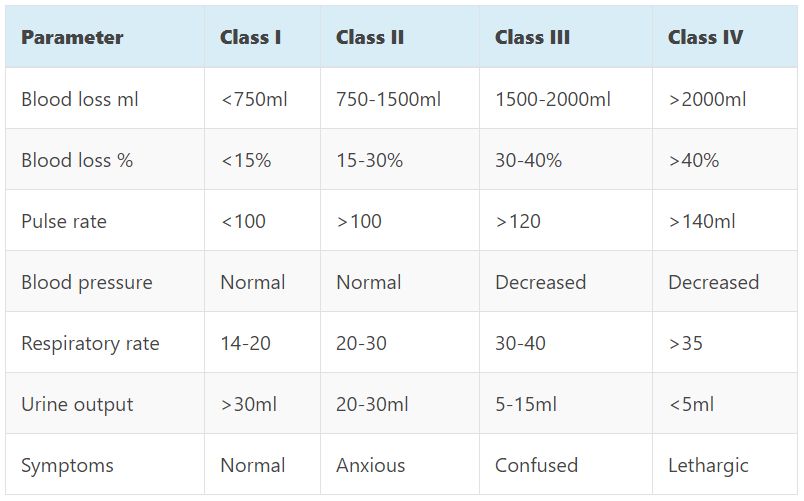 Parameter Class I Class II Class III Class IV
Blood loss ml <750ml 750-1500ml 1500-2000ml >2000ml
Blood loss % <15% 15-30% 30-40% >40%
Pulse rate <100 >100 >120 >140ml
Blood pressure Normal Normal Decreased Decreased
Respiratory rate 14-20 20-30 30-40 >35
Urine output >30ml 20-30ml 5-15ml <5ml
Symptoms Normal Anxious Confused Lethargic